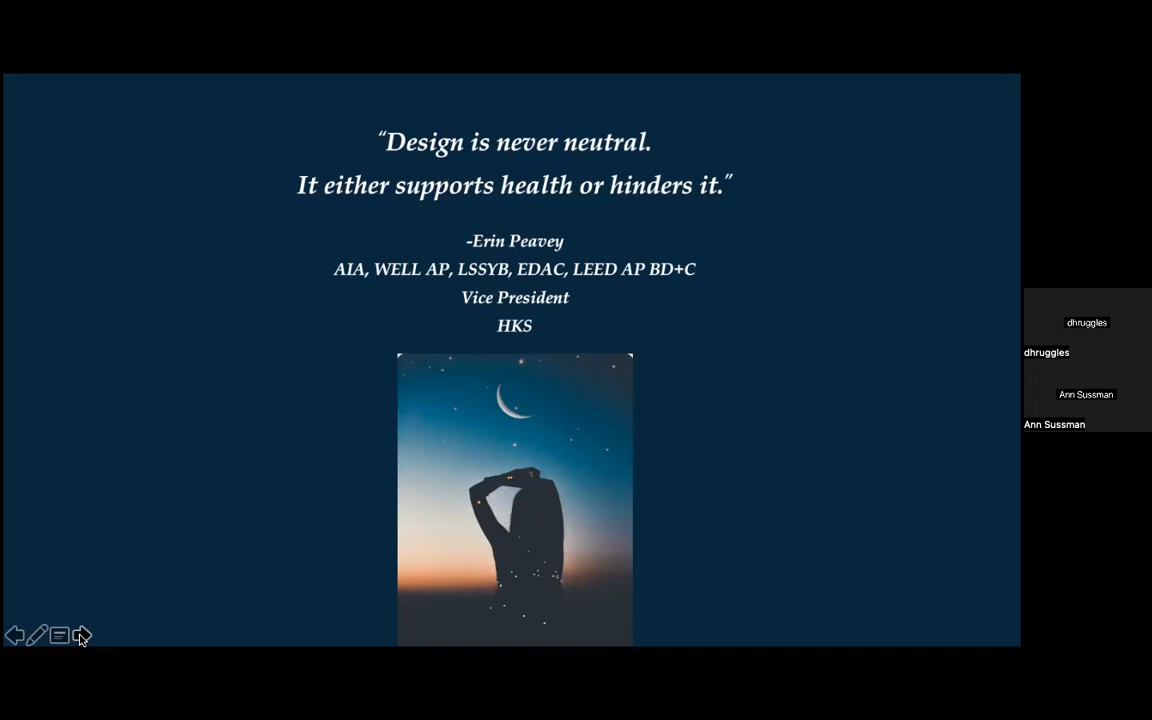 “Design is never neutral.
It either supports health or hinders it.”
-Erin Peavey
AIA, WELL AP, LSSYB, EDAC, LEED AP BD+C
Vice President
HKS
dhruggles
dhruggles
Ann Sussman
Ann Sussman